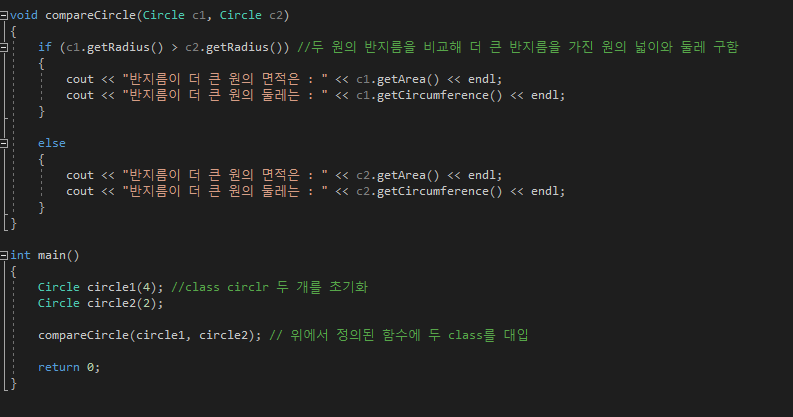 void compareCircle(Circle c1, Circle c2)
{
if (c1.getRadius() > c2.getRadius()) //두 원의 반지름을 비교해 더 큰 반지름을 가진 원의 넓이와 둘레 구함
{
cout << "반지름이 더 큰 원의 면적은 : " << c1.getArea() << endl;
cout << "반지름이 더 큰 원의 둘레는 : " << c1.getCircumference() << endl;
}
else
{
cout << "반지름이 더 큰 원의 면적은 : " << c2.getArea() << endl;
cout << "반지름이 더 큰 원의 둘레는 : " << c2.getCircumference() << endl;
}
}
int main()
{
Circle circle1(4); //class circlr 두 개를 초기화
Circle circle2(2);
compareCircle(circle1, circle2); // 위에서 정의된 함수에 두 class를 대입
return 0;
}